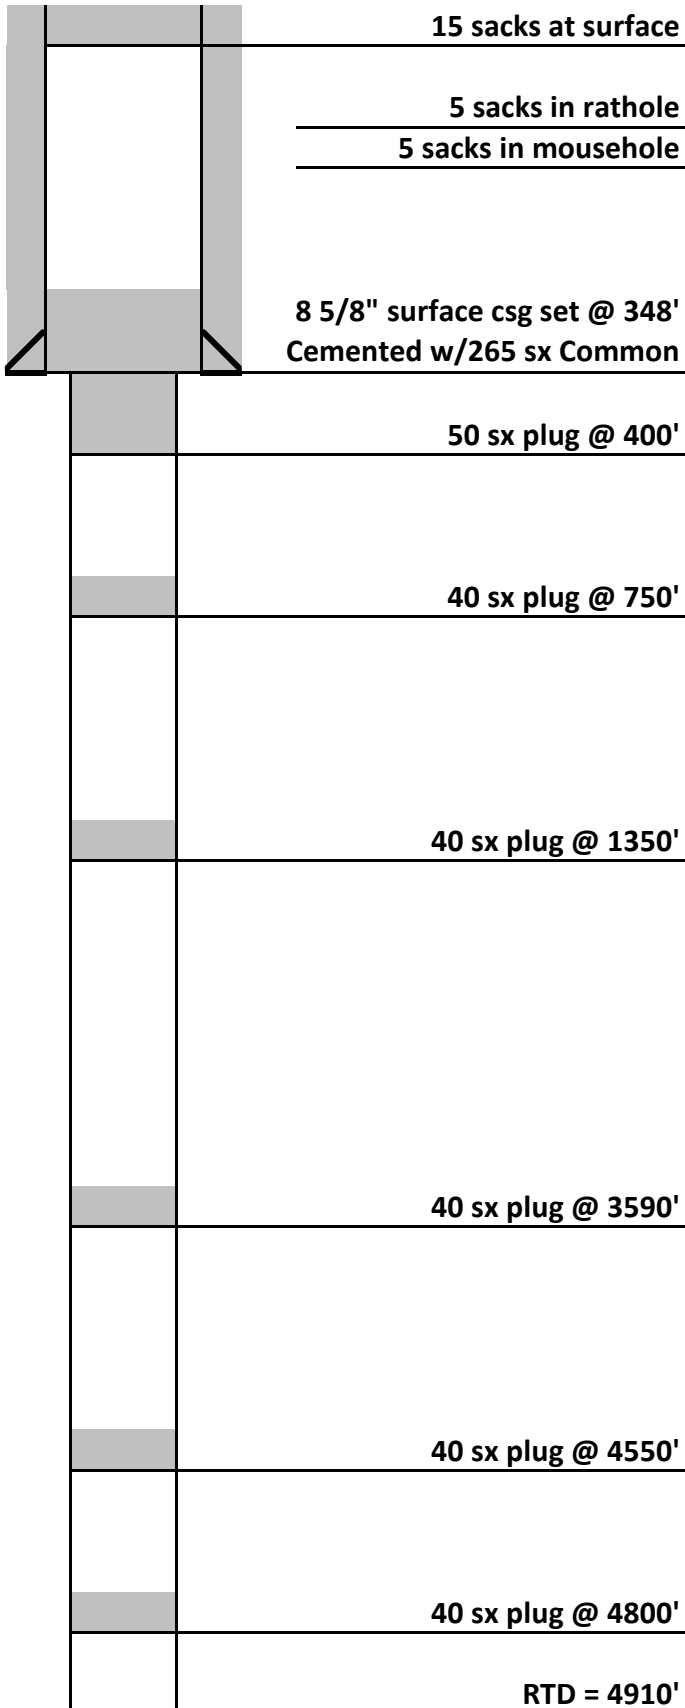 15 sacks at surface
5 sacks in rathole
5 sacks in mousehole
8 5/8" surface csg set @ 348'
Cemented w/265 sx Common
50 sx plug @ 400'
40 sx plug @ 750'
40 sx plug @ 1350'
40 sx plug @ 3590'
40 sx plug @ 4550'
40 sx plug @ 4800'
RTD = 4910'